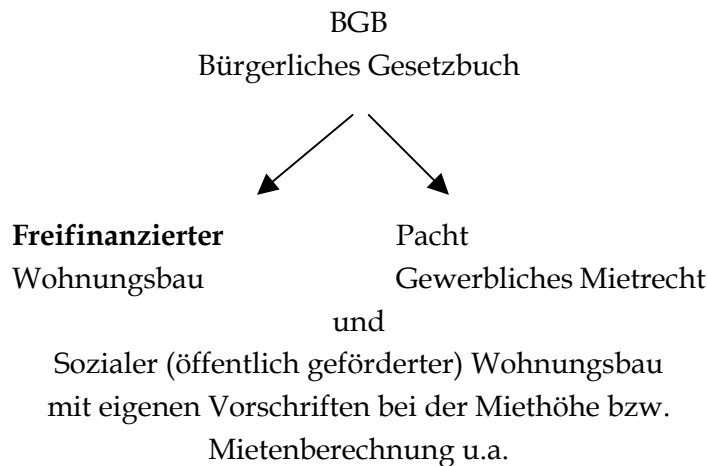 BGB
Bürgerliches Gesetzbuch
Freifinanzierter
Wohnungsbau
Pacht
Gewerbliches Mietrecht
und
Sozialer (öffentlich geförderter) Wohnungsbau
mit eigenen Vorschriften bei der Miethöhe bzw.
Mietenberechnung u.a.